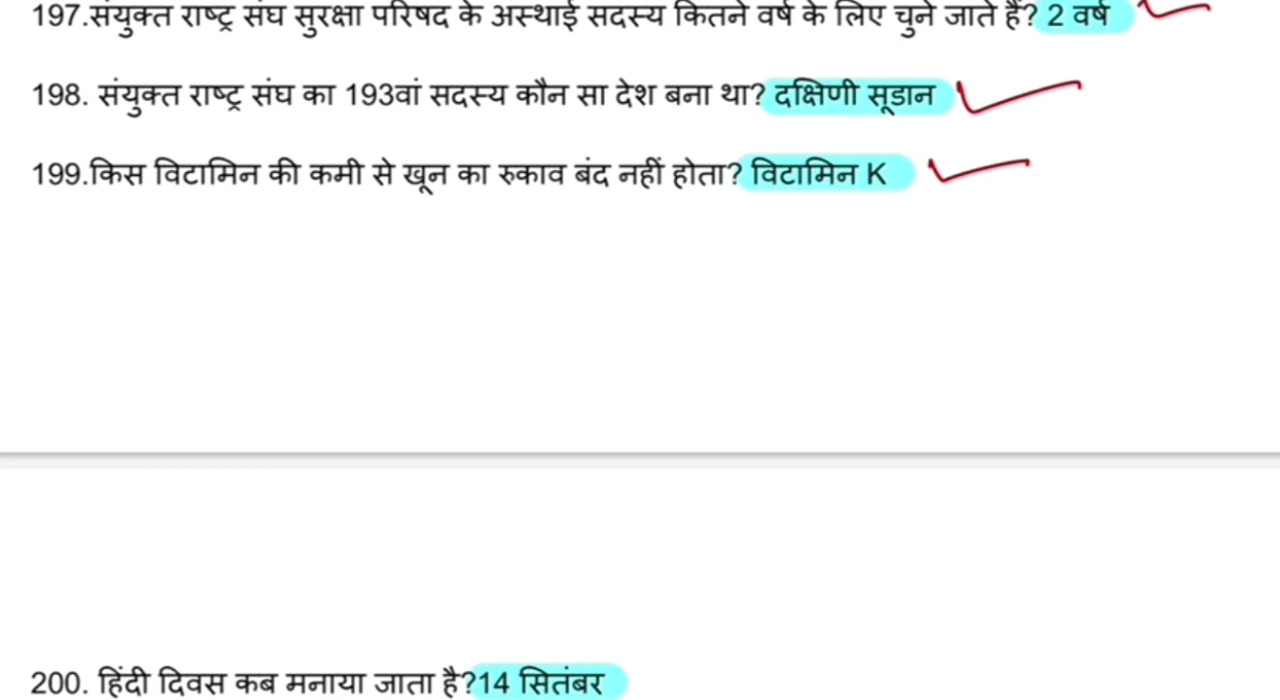 197.संयुक्त राष्ट्र संघ सुरक्षा परिषद के अस्थाई सदस्य कितने वर्ष के लिए चुने जाते हैं? 2 वर्ष
198. संयुक्त राष्ट्र संघ का 193वां सदस्य कौन सा देश बना था? दक्षिणी सूडान
199.किस विटामिन की कमी से खून का रुकाव बंद नहीं होता? विटामिन K
200. हिंदी दिवस कब मनाया जाता है?14 सितंबर